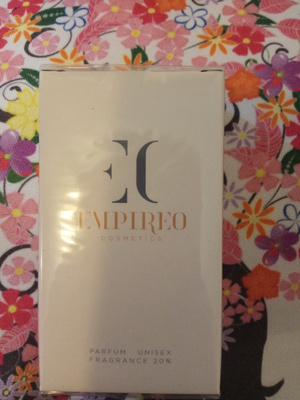 EC
EMPIREO
COSMETICS
PARFUM UNISEX
FRAGRANCE 20%